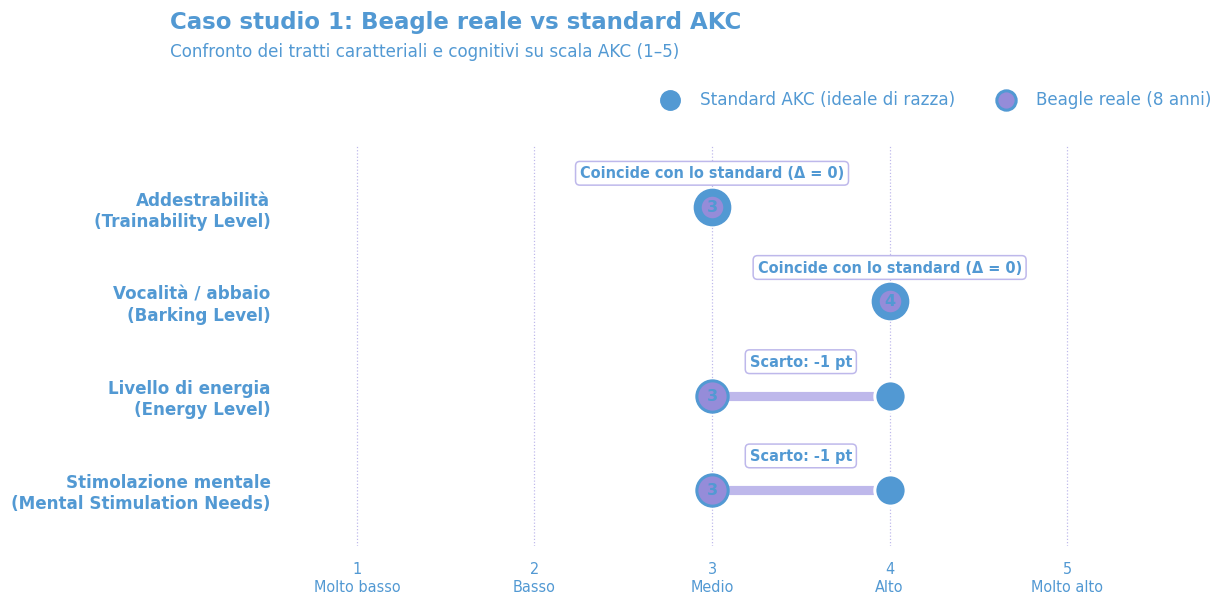 Caso studio 1: Beagle reale vs standard AKC
Confronto dei tratti caratteriali e cognitivi su scala AKC (1–5)
Standard AKC (ideale di razza)
Beagle reale (8 anni)
Coincide con lo standard (Δ = 0)
Addestrabilità
(Trainability Level)
3
Coincide con lo standard (Δ = 0)
Vocalità / abbaio
(Barking Level)
4
Scarto: -1 pt
Livello di energia
(Energy Level)
3
Scarto: -1 pt
Stimolazione mentale
(Mental Stimulation Needs)
3
1
Molto basso
2
Basso
3
Medio
4
Alto
5
Molto alto